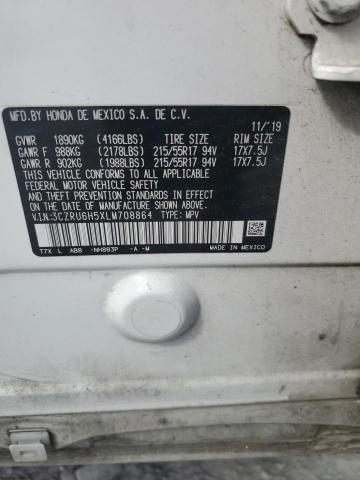 MFD.BY HONDA DE MEXICO S.A. DE C.V.
11/'19
GVWR 1890KG (4166LBS) TIRE SIZE RIM SIZE
GAWR F 988KG (2178LBS) 215/55R17 94V 17X7.5J
GAWR R 902KG (1988LBS) 215/55R17 94V 17X7.5J
THIS VEHICLE CONFORMS TO ALL APPLICABLE
FEDERAL MOTOR VEHICLE SAFETY AND THEFT
PREVENTION STANDARDS IN EFFECT ON THE
DATE OF MANUFACTURE SHOWN ABOVE.
VIN:3CZRU6H5XLM708864 TYPE: MPV
T7X L ABB -NH883P -A -M
MADE IN MEXICO